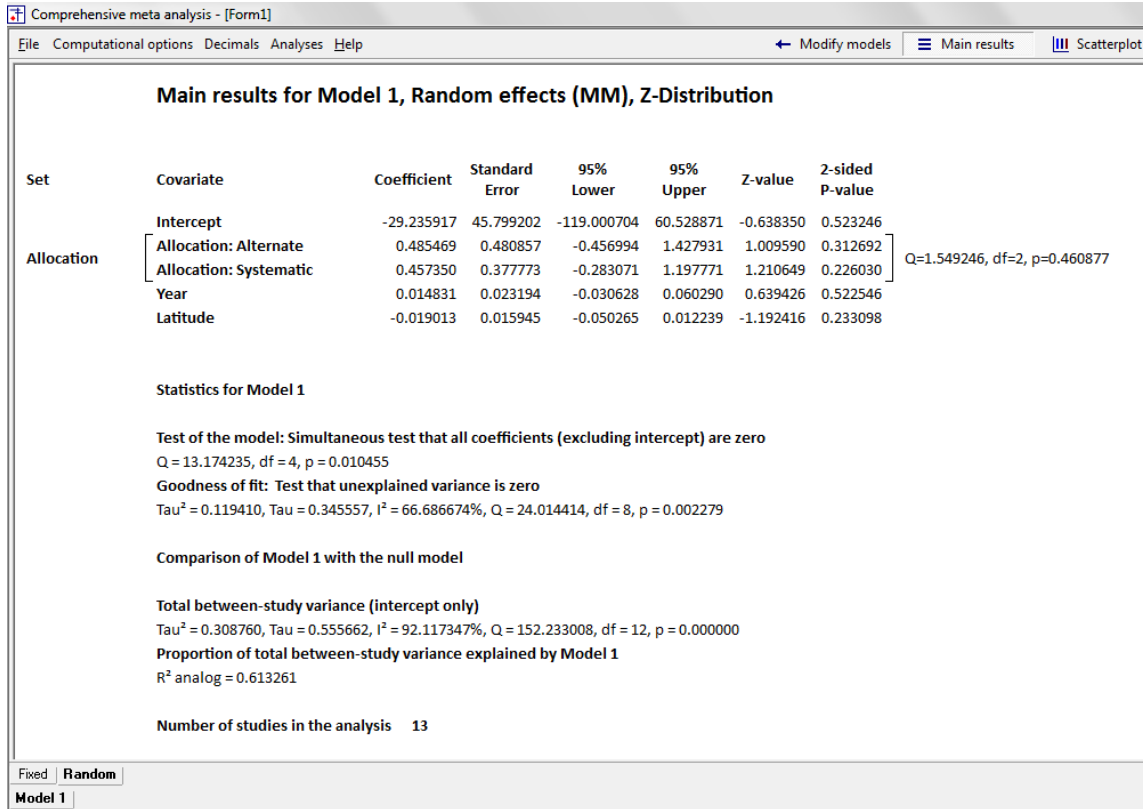 Comprehensive meta analysis - [Form1]
File Computational options Decimals Analyses Help Modify models Main results Scatterplot
Main results for Model 1, Random effects (MM), Z-Distribution
Set Covariate Coefficient Standard Error 95% Lower 95% Upper Z-value 2-sided P-value
Intercept -29.235917 45.799202 -119.000704 60.528871 -0.638350 0.523246
Allocation
Allocation: Alternate 0.485469 0.480857 -0.456994 1.427931 1.009590 0.312692
Allocation: Systematic 0.457350 0.377773 -0.283071 1.197771 1.210649 0.226030
Q=1.549246, df=2, p=0.460877
Year 0.014831 0.023194 -0.030628 0.060290 0.639426 0.522546
Latitude -0.019013 0.015945 -0.050265 0.012239 -1.192416 0.233098
Statistics for Model 1
Test of the model: Simultaneous test that all coefficients (excluding intercept) are zero
Q = 13.174235, df = 4, p = 0.010455
Goodness of fit: Test that unexplained variance is zero
Tau² = 0.119410, Tau = 0.345557, I² = 66.686674%, Q = 24.014414, df = 8, p = 0.002279
Comparison of Model 1 with the null model
Total between-study variance (intercept only)
Tau² = 0.308760, Tau = 0.555662, I² = 92.117347%, Q = 152.233008, df = 12, p = 0.000000
Proportion of total between-study variance explained by Model 1
R² analog = 0.613261
Number of studies in the analysis 13
Fixed Random
Model 1